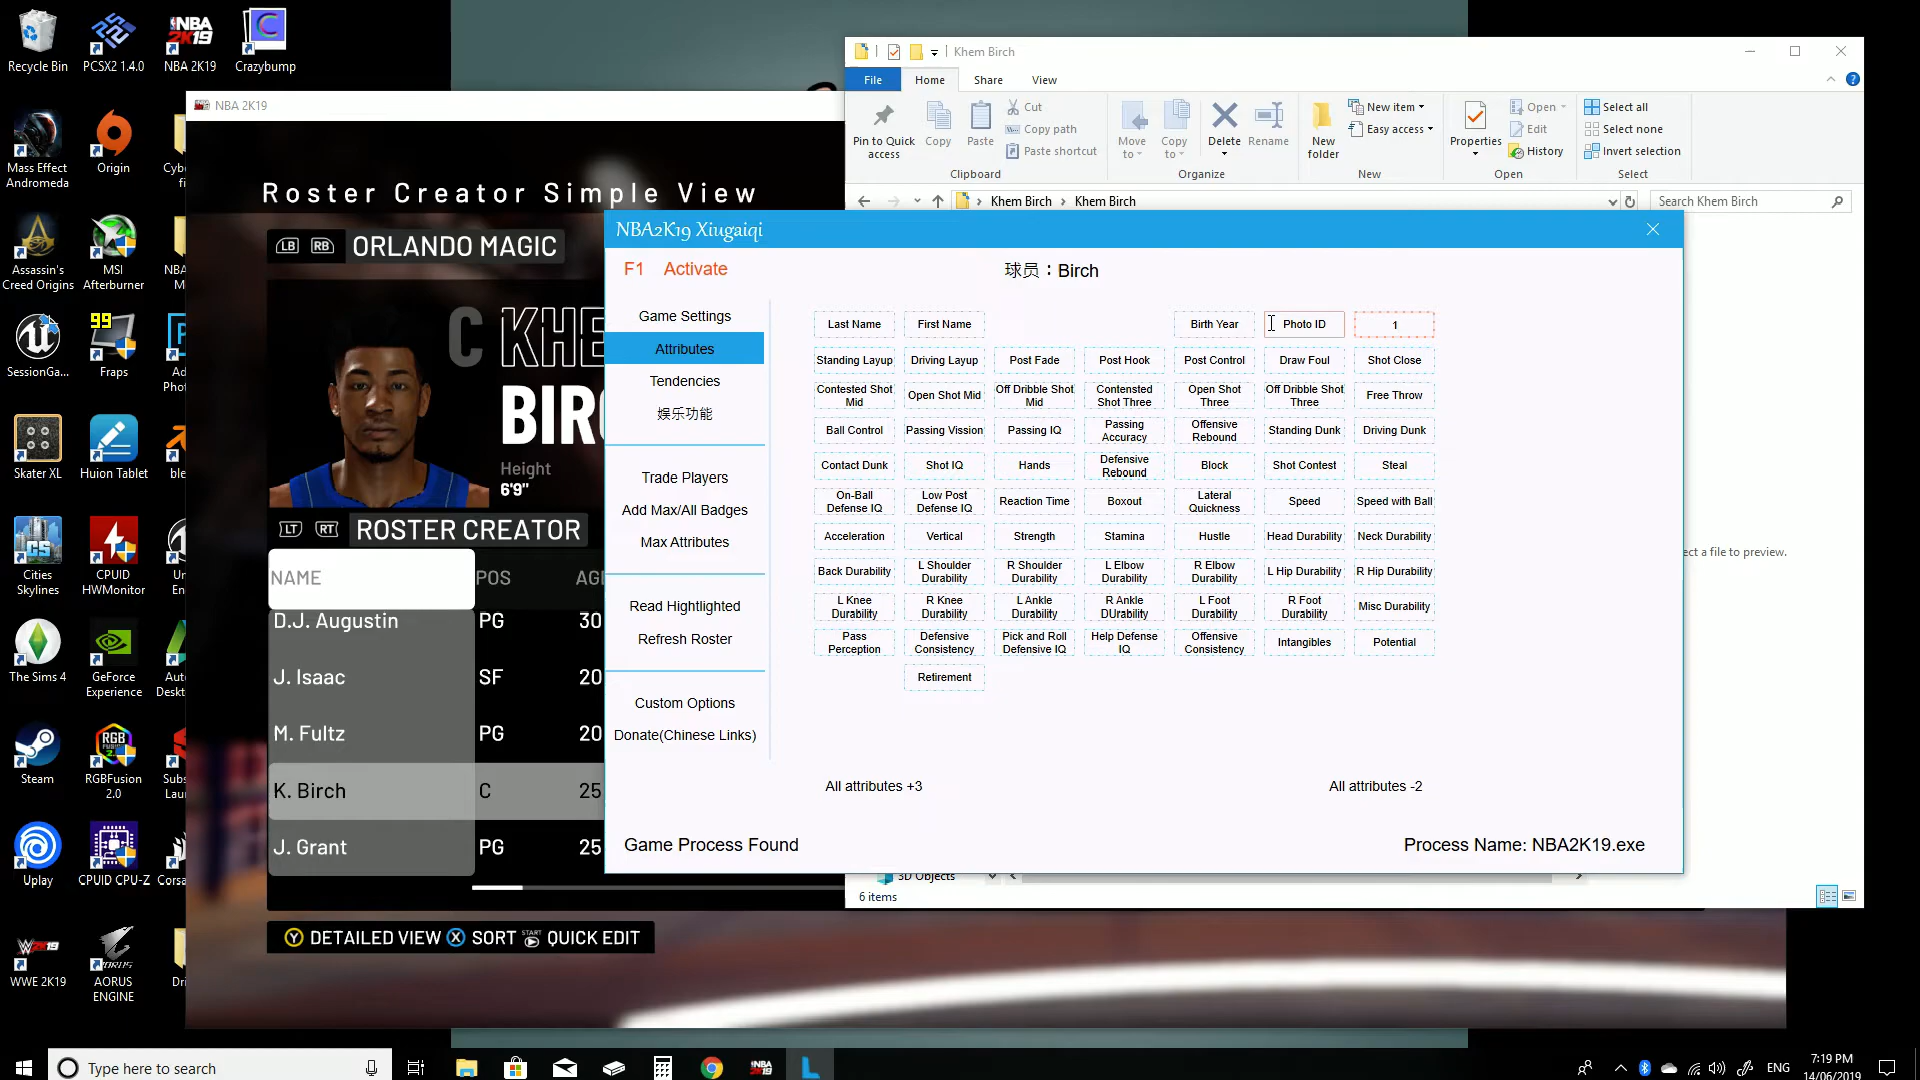 Recycle Bin
PCSX2 1.4.0
NBA 2K19
Crazybump
Mass Effect
Andromeda
Origin
Assassin's
Creed Origins
MSI
Afterburner
SessionGa...
99
Fraps
Skater XL
Huion Tablet
Cities
Skylines
CPUID
HWMonitor
The Sims 4
GeForce
Experience
Steam
RGBFusion
2.0
Uplay
CPUID CPU-Z
WWE 2K19
AORUS
ENGINE
NBA 2K19
Roster Creator Simple View
LB RB ORLANDO MAGIC
C KHE
BIR
Height
6'9"
LT RT ROSTER CREATOR
NAME POS AGE
D.J. Augustin PG 30
J. Isaac SF 20
M. Fultz PG 20
K. Birch C 25
J. Grant PG 25
Y DETAILED VIEW X SORT START QUICK EDIT
Khem Birch
File Home Share View
Pin to Quick
access
Copy
Paste
Cut
Copy path
Paste shortcut
Clipboard
Move
to
Copy
to
Delete
Rename
Organize
New
folder
New item
Easy access
New
Properties
Open
Edit
History
Open
Select all
Select none
Invert selection
Select
Khem Birch > Khem Birch
Search Khem Birch
NBA2K19 Xiugaiqi
F1 Activate
球员：Birch
Game Settings
Attributes
Tendencies
娱乐功能
Trade Players
Add Max/All Badges
Max Attributes
Read Hightlighted
Refresh Roster
Custom Options
Donate(Chinese Links)
Last Name
First Name
Birth Year
Photo ID
1
Standing Layup
Driving Layup
Post Fade
Post Hook
Post Control
Draw Foul
Shot Close
Contested Shot
Mid
Open Shot Mid
Off Dribble Shot
Mid
Contensted
Shot Three
Open Shot
Three
Off Dribble Shot
Three
Free Throw
Ball Control
Passing Vission
Passing IQ
Passing
Accuracy
Offensive
Rebound
Standing Dunk
Driving Dunk
Contact Dunk
Shot IQ
Hands
Defensive
Rebound
Block
Shot Contest
Steal
On-Ball
Defense IQ
Low Post
Defense IQ
Reaction Time
Boxout
Lateral
Quickness
Speed
Speed with Ball
Acceleration
Vertical
Strength
Stamina
Hustle
Head Durability
Neck Durability
Back Durability
L Shoulder
Durability
R Shoulder
Durability
L Elbow
Durability
R Elbow
Durability
L Hip Durability
R Hip Durability
L Knee
Durability
R Knee
Durability
L Ankle
Durability
R Ankle
DUrability
L Foot
Durability
R Foot
Durability
Misc Durability
Pass
Perception
Defensive
Consistency
Pick and Roll
Defensive IQ
Help Defense
IQ
Offensive
Consistency
Intangibles
Potential
Retirement
All attributes +3
All attributes -2
Game Process Found
Process Name: NBA2K19.exe
ect a file to preview.
3D Objects
6 items
Type here to search
ENG
7:19 PM
14/06/2019